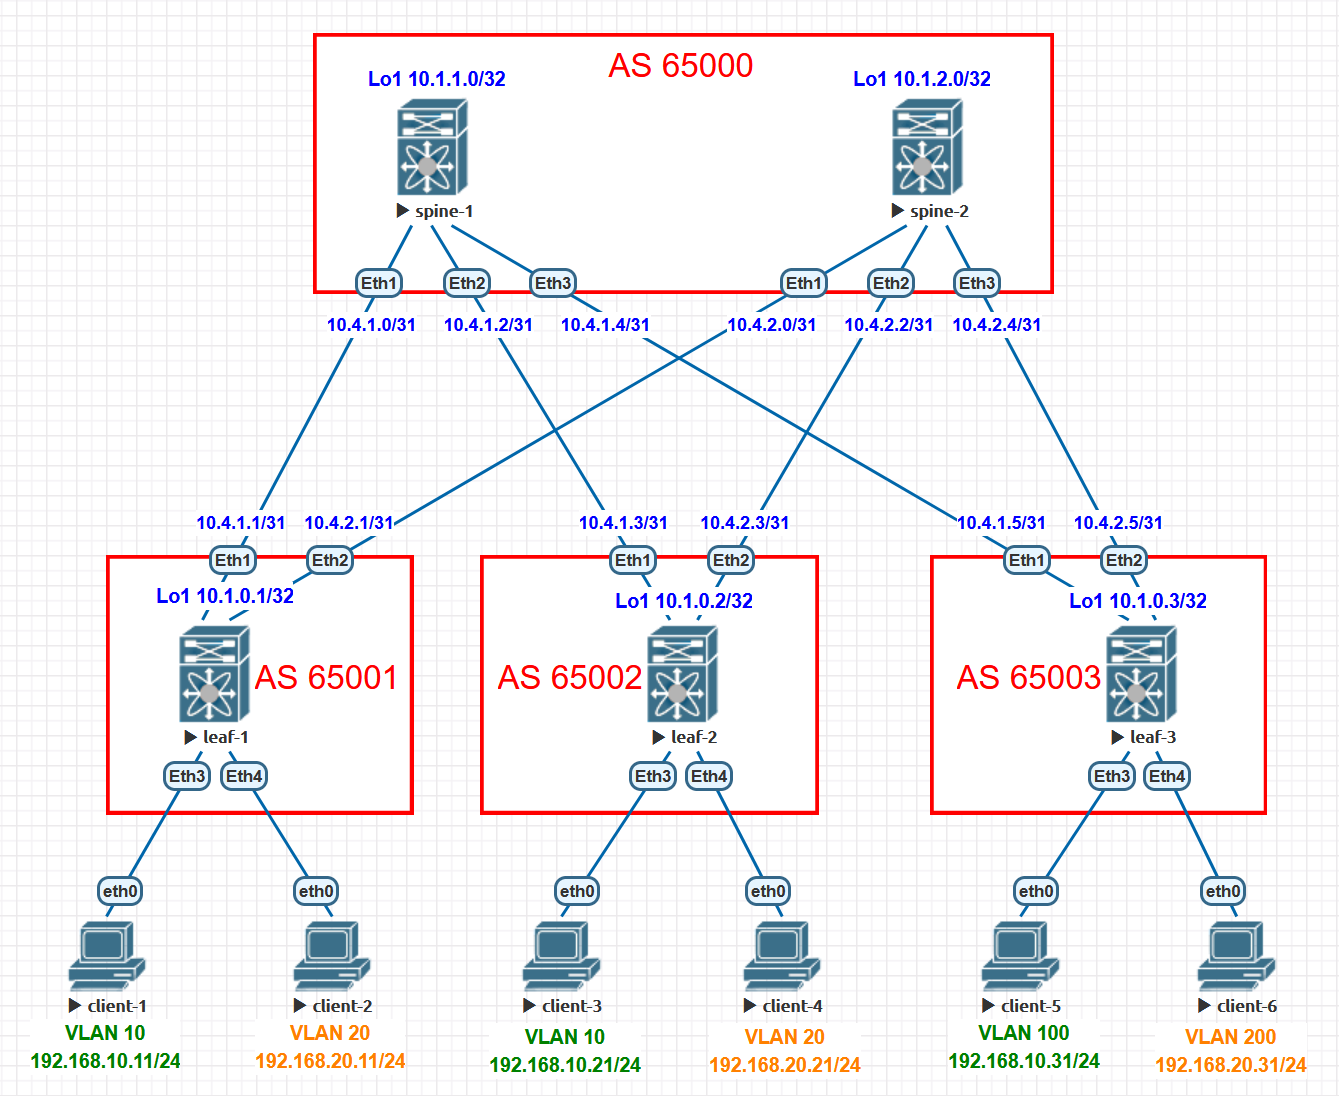 AS 65000
Lo1 10.1.1.0/32
Lo1 10.1.2.0/32
spine-1
spine-2
Eth1
Eth2
Eth3
Eth1
Eth2
Eth3
10.4.1.0/31
10.4.1.2/31
10.4.1.4/31
10.4.2.0/31
10.4.2.2/31
10.4.2.4/31
10.4.1.1/31
10.4.2.1/31
10.4.1.3/31
10.4.2.3/31
10.4.1.5/31
10.4.2.5/31
Eth1
Eth2
Eth1
Eth2
Eth1
Eth2
Lo1 10.1.0.1/32
Lo1 10.1.0.2/32
Lo1 10.1.0.3/32
AS 65001
AS 65002
AS 65003
leaf-1
leaf-2
leaf-3
Eth3
Eth4
Eth3
Eth4
Eth3
Eth4
eth0
eth0
eth0
eth0
eth0
eth0
client-1
client-2
client-3
client-4
client-5
client-6
VLAN 10
192.168.10.11/24
VLAN 20
192.168.20.11/24
VLAN 10
192.168.10.21/24
VLAN 20
192.168.20.21/24
VLAN 100
192.168.10.31/24
VLAN 200
192.168.20.31/24